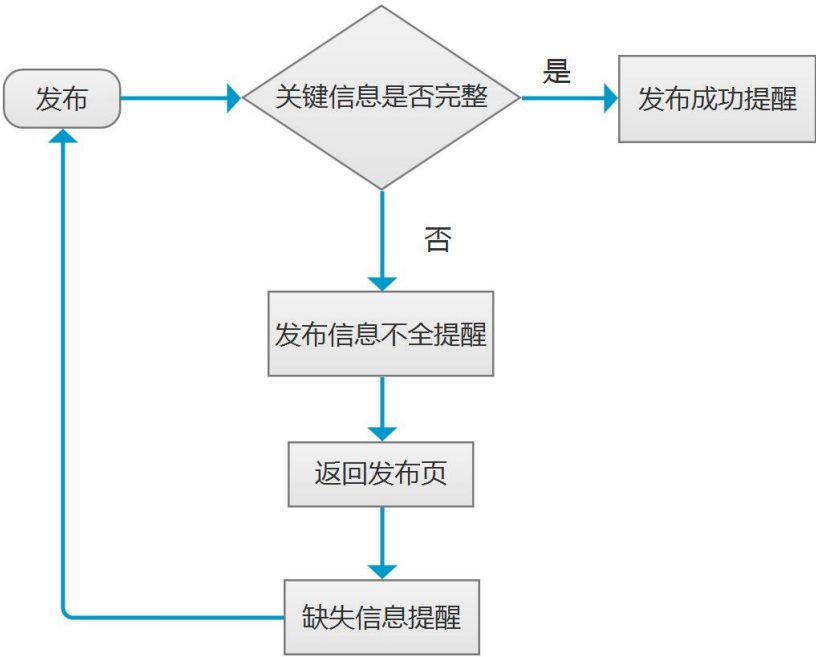 发布
关键信息是否完整
是
发布成功提醒
否
发布信息不全提醒
返回发布页
缺失信息提醒